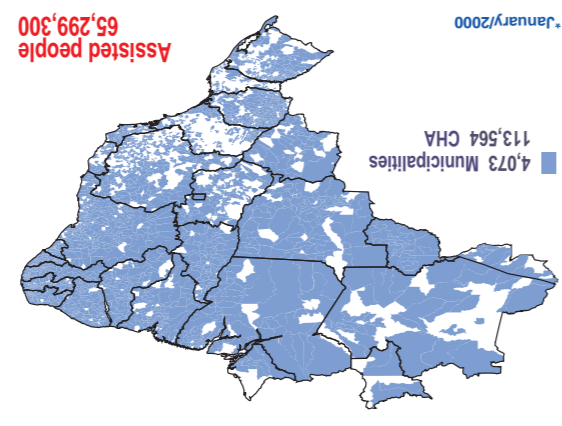 4,073 Municipalities
113,564 CHA
*January/2000
Assisted people
65,299,300